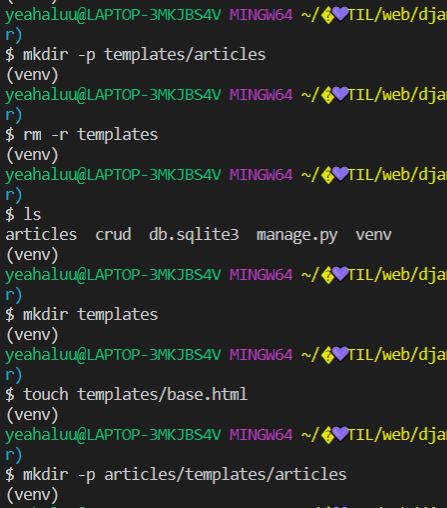 yeahaluu@LAPTOP-3MKJBS4V MINGW64 ~/�💜TIL/web/dja
r)
$ mkdir -p templates/articles
(venv)
yeahaluu@LAPTOP-3MKJBS4V MINGW64 ~/�💜TIL/web/dja
r)
$ rm -r templates
(venv)
yeahaluu@LAPTOP-3MKJBS4V MINGW64 ~/�💜TIL/web/dja
r)
$ ls
articles  crud  db.sqlite3  manage.py  venv
(venv)
yeahaluu@LAPTOP-3MKJBS4V MINGW64 ~/�💜TIL/web/dja
r)
$ mkdir templates
(venv)
yeahaluu@LAPTOP-3MKJBS4V MINGW64 ~/�💜TIL/web/dja
r)
$ touch templates/base.html
(venv)
yeahaluu@LAPTOP-3MKJBS4V MINGW64 ~/�💜TIL/web/dja
r)
$ mkdir -p articles/templates/articles
(venv)